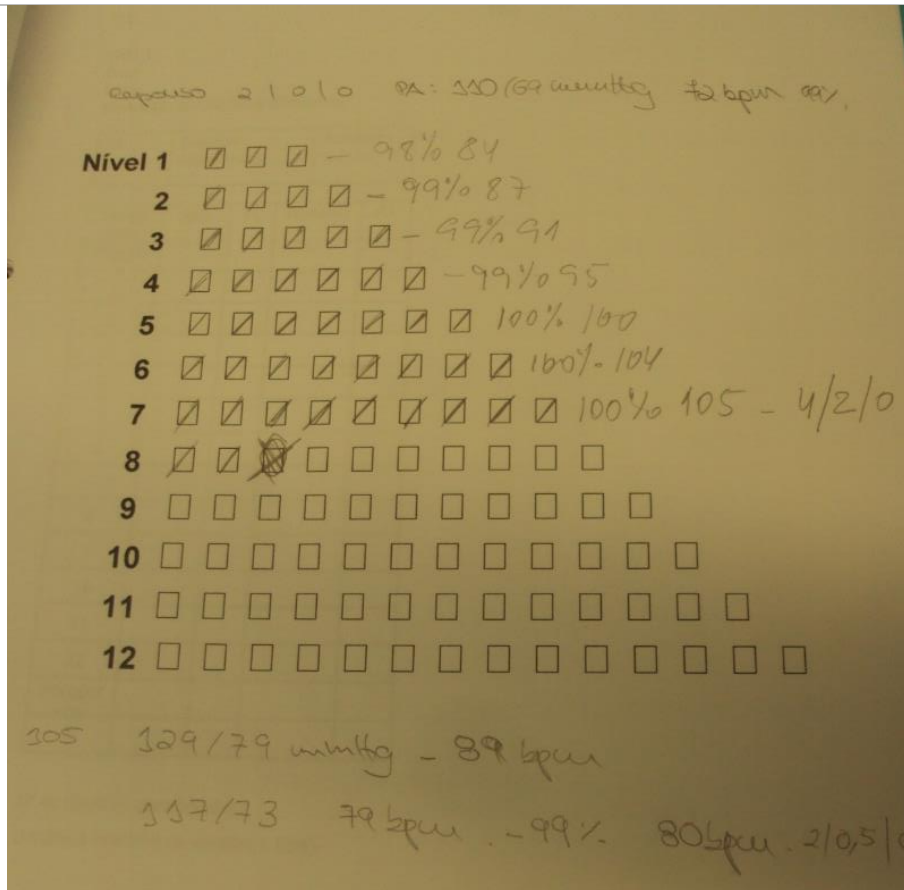 repouso 2/0/0 PA: 110/69 mmHg 72 bpm 99%
Nível 1 - 98% 84
2 - 99% 87
3 - 99% 91
4 - 99% 95
5 100% 100
6 100% - 104
7 100% 105 - 4/2/0
8
9
10
11
12
105 129/79 mmHg - 89 bpm
117/73 79 bpm - 99% 80 bpm. 2/0,5/